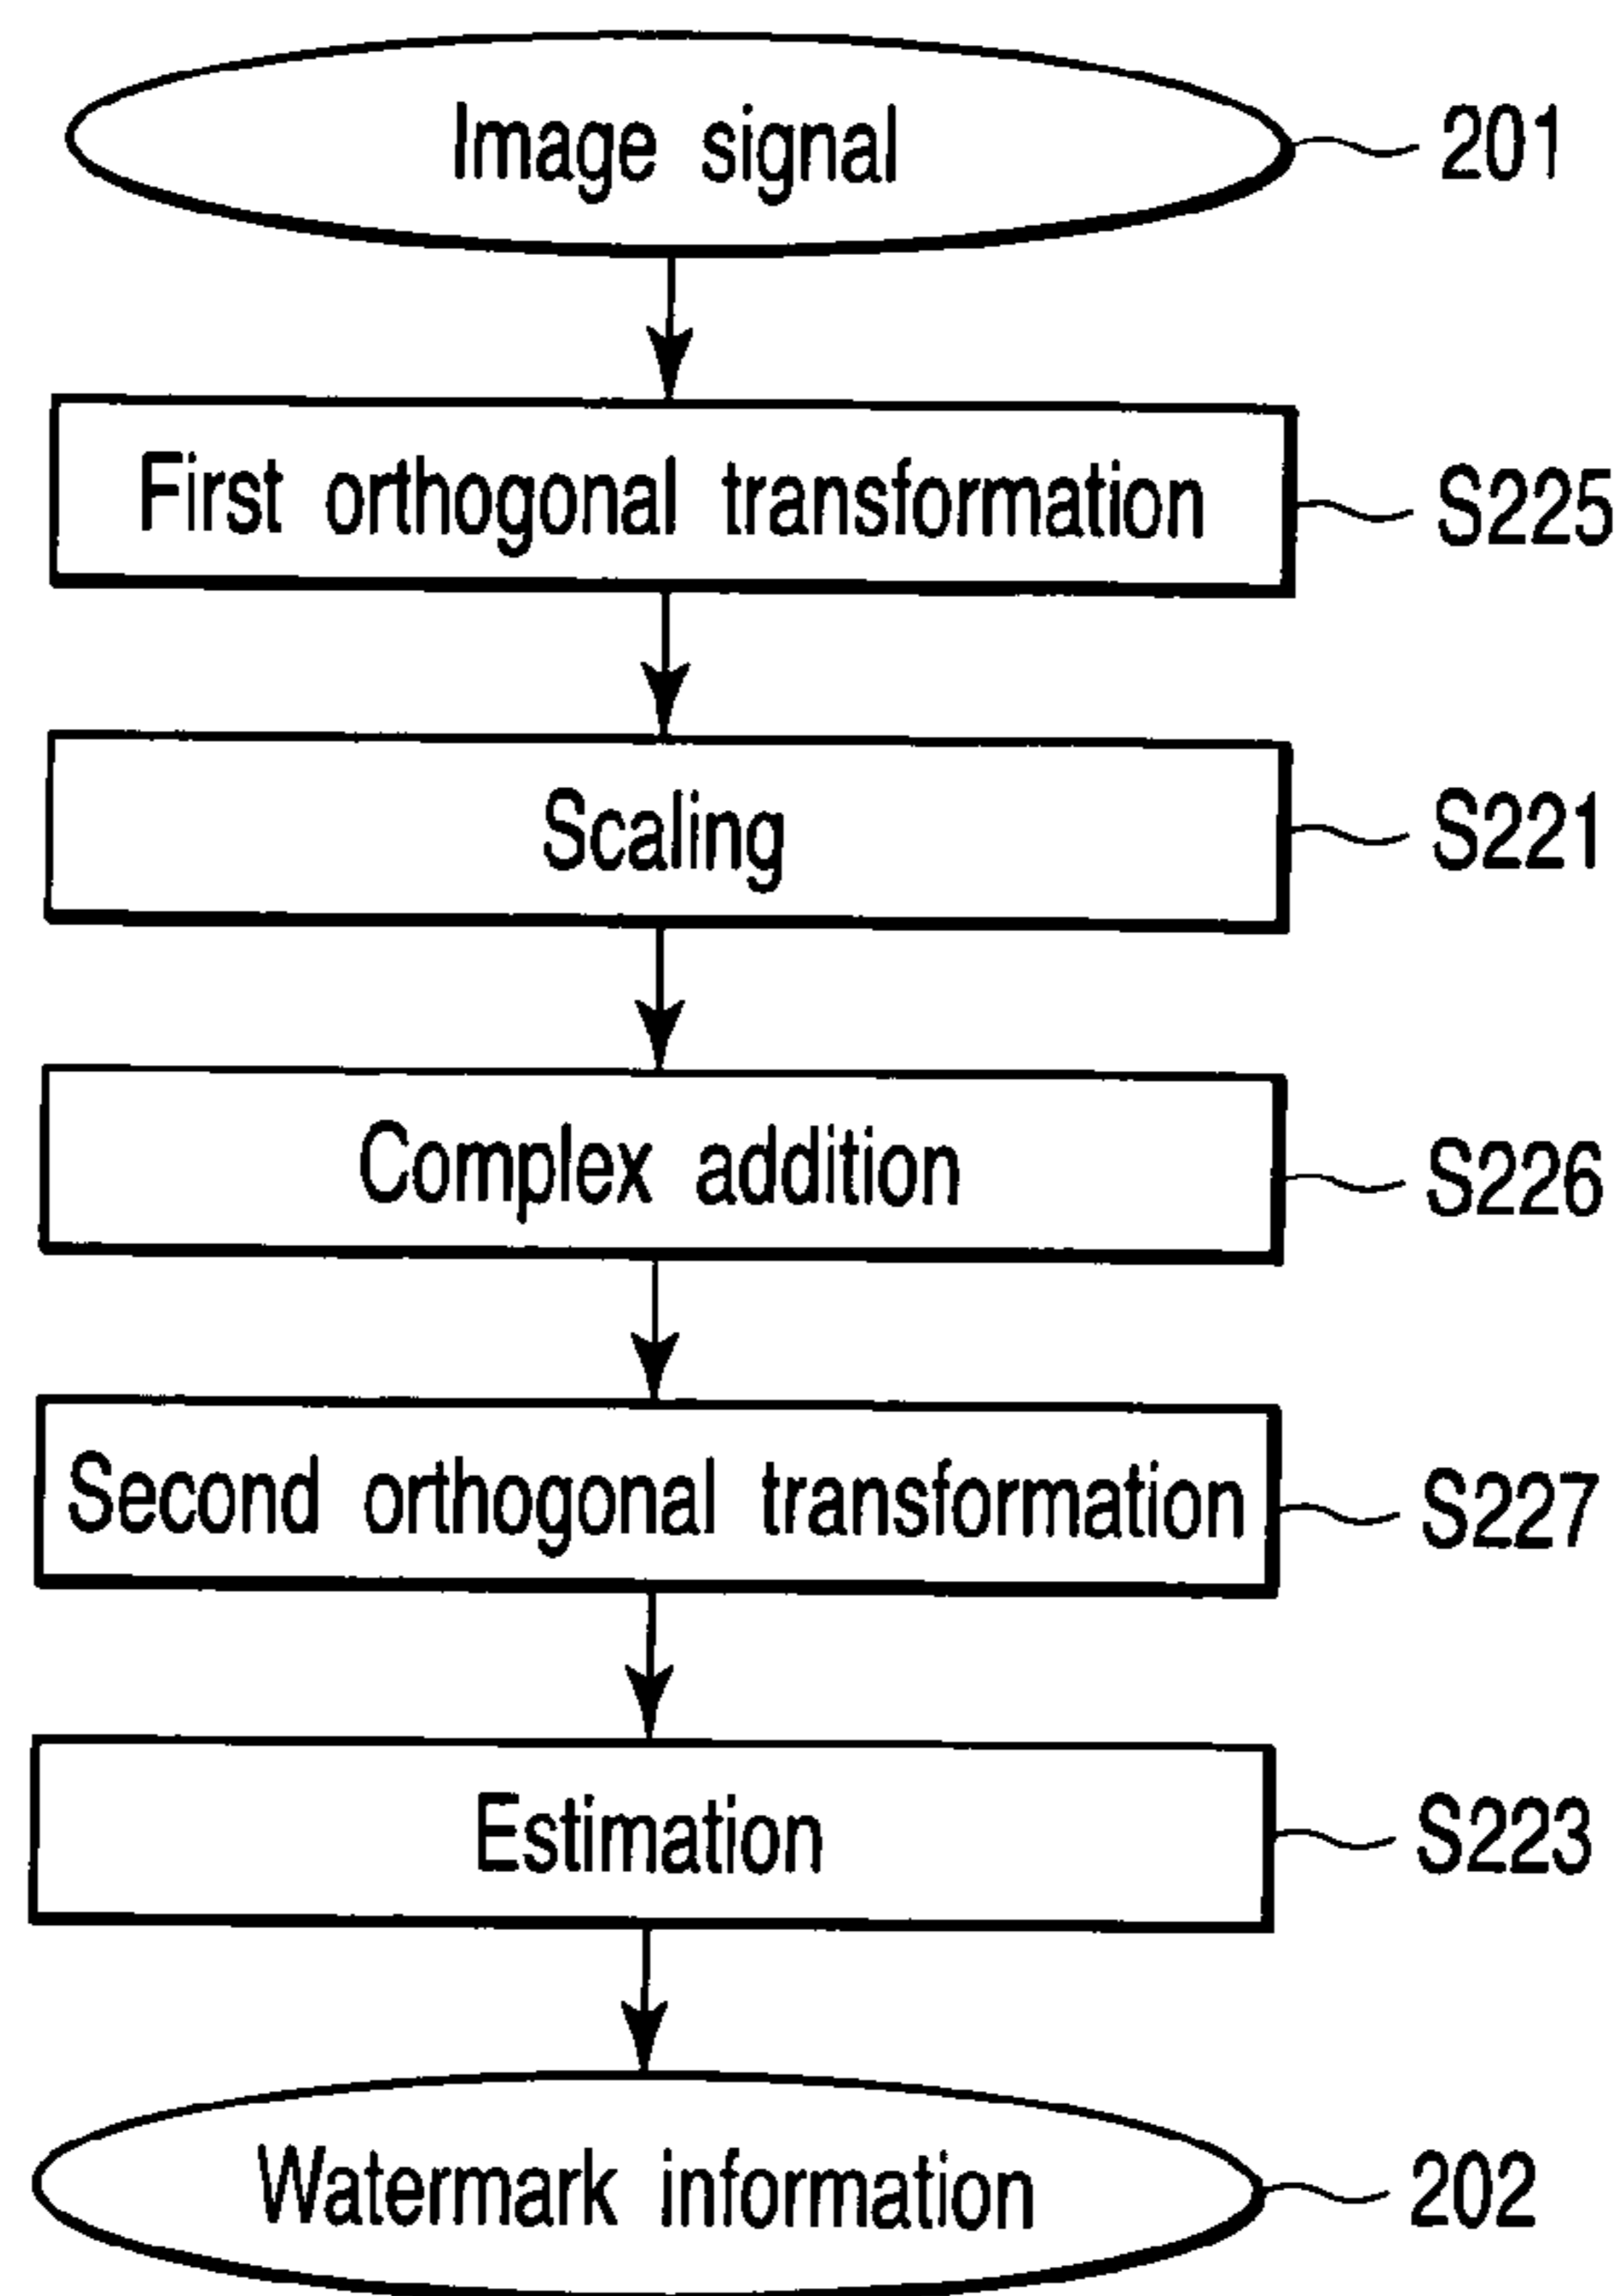 Image signal 201
First orthogonal transformation S225
Scaling S221
Complex addition S226
Second orthogonal transformation S227
Estimation S223
Watermark information 202